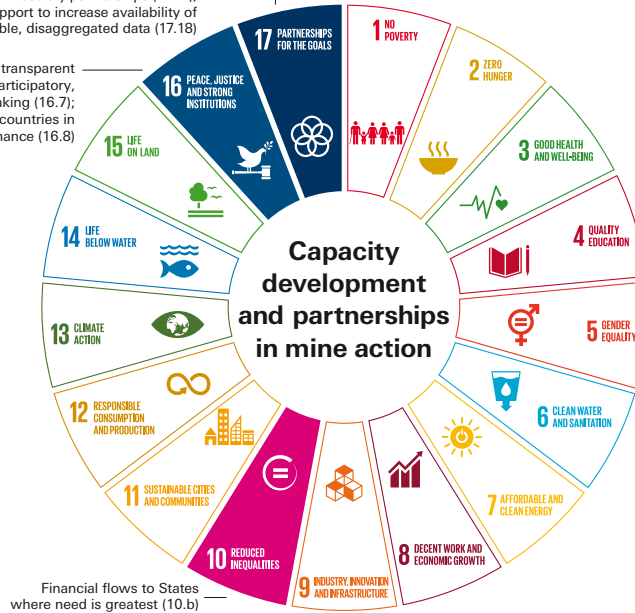 pport to increase availability of
ble, disaggregated data (17.18)
transparent
articipatory,
aking (16.7);
countries in
nance (16.8)
17 PARTNERSHIPS
FOR THE GOALS
1 NO
POVERTY
2 ZERO
HUNGER
3 GOOD HEALTH
AND WELL-BEING
4 QUALITY
EDUCATION
5 GENDER
EQUALITY
6 CLEAN WATER
AND SANITATION
7 AFFORDABLE AND
CLEAN ENERGY
8 DECENT WORK AND
ECONOMIC GROWTH
9 INDUSTRY, INNOVATION
AND INFRASTRUCTURE
10 REDUCED
INEQUALITIES
11 SUSTAINABLE CITIES
AND COMMUNITIES
12 RESPONSIBLE
CONSUMPTION
AND PRODUCTION
13 CLIMATE
ACTION
14 LIFE
BELOW WATER
15 LIFE
ON LAND
16 PEACE, JUSTICE
AND STRONG
INSTITUTIONS
Capacity
development
and partnerships
in mine action
Financial flows to States
where need is greatest (10.b)